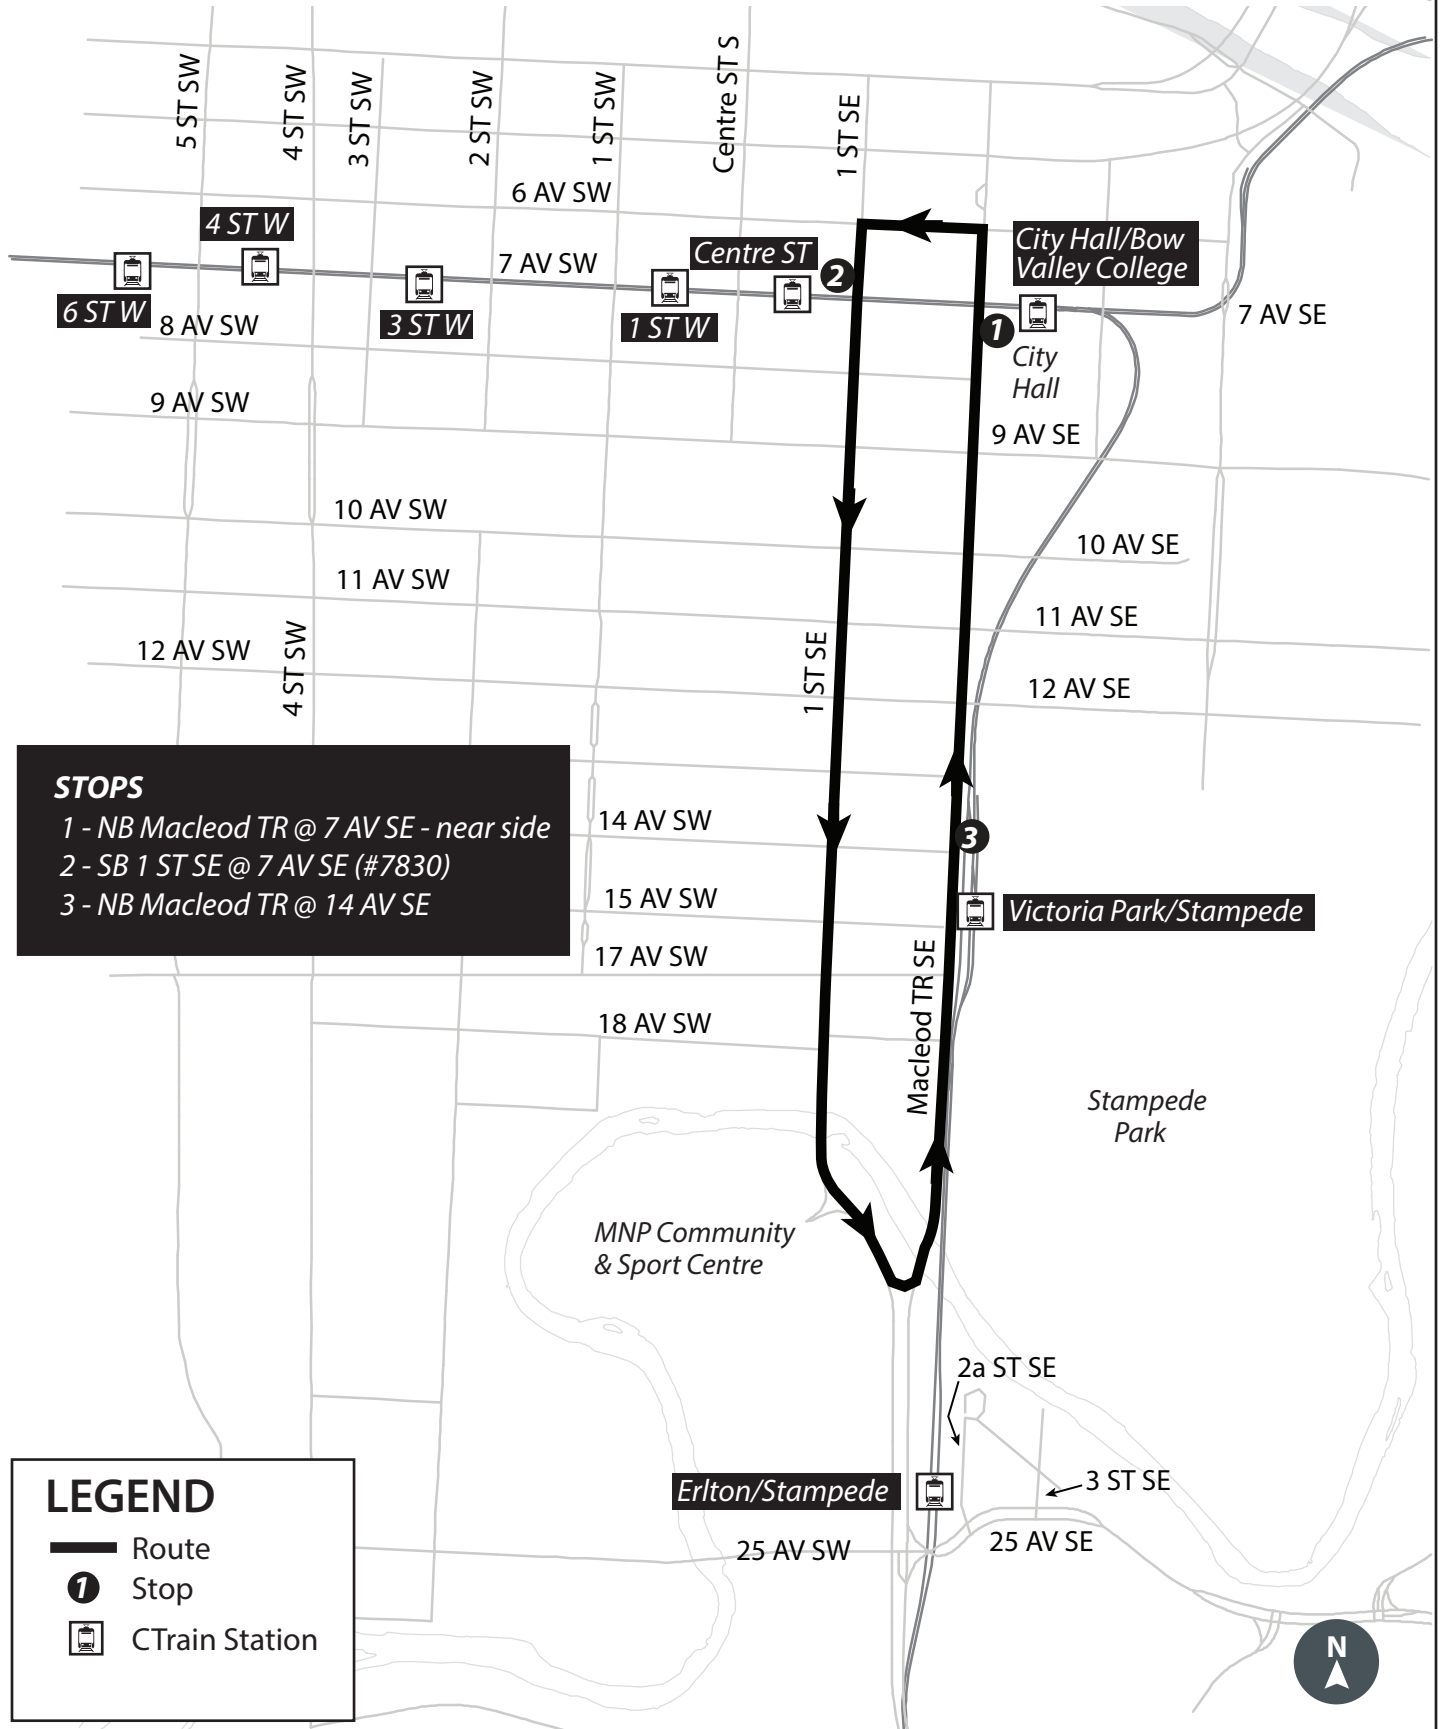 5 ST SW
4 ST SW
3 ST SW
2 ST SW
1 ST SW
Centre ST S
1 ST SE
6 AV SW
4 ST W
Centre ST
2
City Hall/Bow
Valley College
7 AV SW
6 ST W
8 AV SW
3 ST W
1 ST W
1
7 AV SE
City
Hall
9 AV SW
9 AV SE
10 AV SW
10 AV SE
11 AV SW
11 AV SE
12 AV SW
4 ST SW
1 ST SE
12 AV SE
STOPS
1 - NB Macleod TR @ 7 AV SE - near side
2 - SB 1 ST SE @ 7 AV SE (#7830)
3 - NB Macleod TR @ 14 AV SE
14 AV SW
3
15 AV SW
Victoria Park/Stampede
17 AV SW
18 AV SW
Macleod TR SE
Stampede
Park
MNP Community
& Sport Centre
2a ST SE
Erlton/Stampede
3 ST SE
25 AV SW
25 AV SE
LEGEND
Route
1 Stop
CTrain Station
N